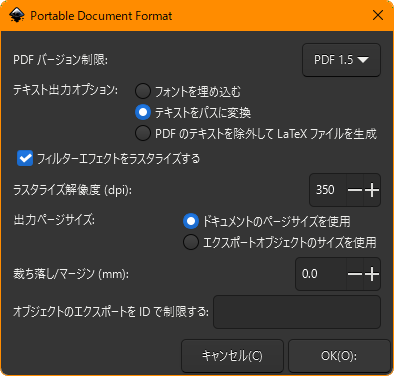 Portable Document Format
PDF バージョン制限:
PDF 1.5
テキスト出力オプション:
フォントを埋め込む
テキストをパスに変換
PDF のテキストを除外して LaTeX ファイルを生成
フィルターエフェクトをラスタライズする
ラスタライズ解像度 (dpi):
350
出力ページサイズ:
ドキュメントのページサイズを使用
エクスポートオブジェクトのサイズを使用
裁ち落し/マージン (mm):
0.0
オブジェクトのエクスポートを ID で制限する:
キャンセル(C)
OK(O):